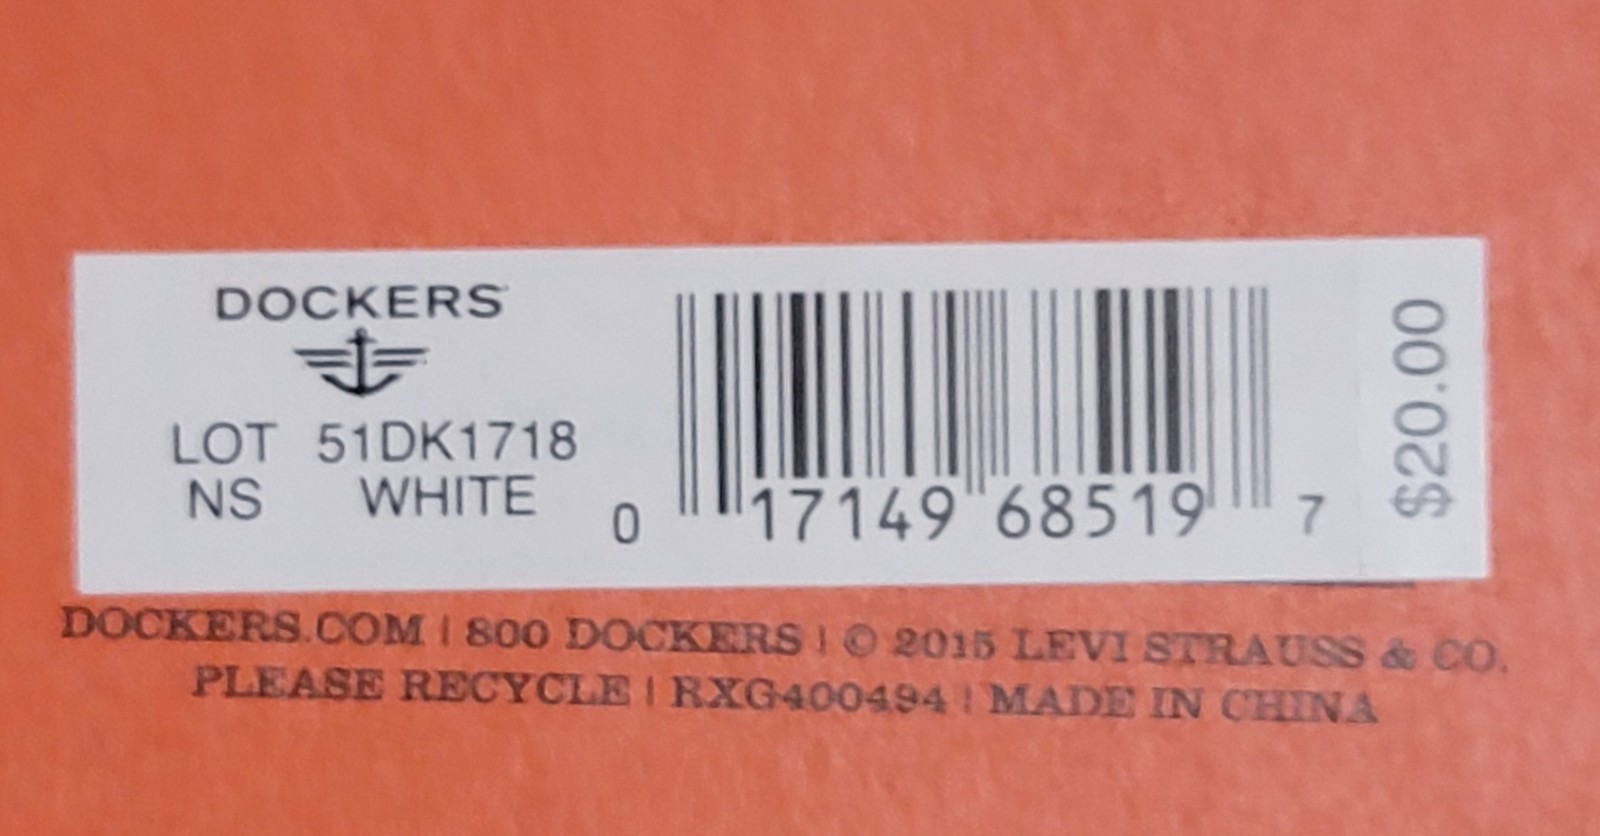 DOCKERS
LOT 51DK1718
NS WHITE
0 17149 68519 7
$20.00
DOCKERS.COM | 800 DOCKERS | © 2015 LEVI STRAUSS & CO.
PLEASE RECYCLE | RXG400494 | MADE IN CHINA